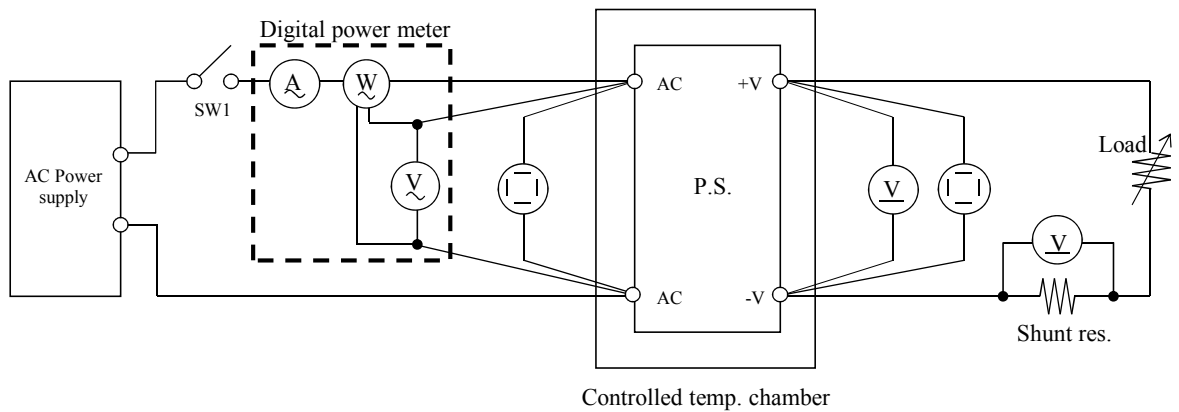 Digital power meter
A
W
AC
+V
SW1
Load
AC Power
supply
V
P.S.
V
V
AC
-V
Shunt res.
Controlled temp. chamber